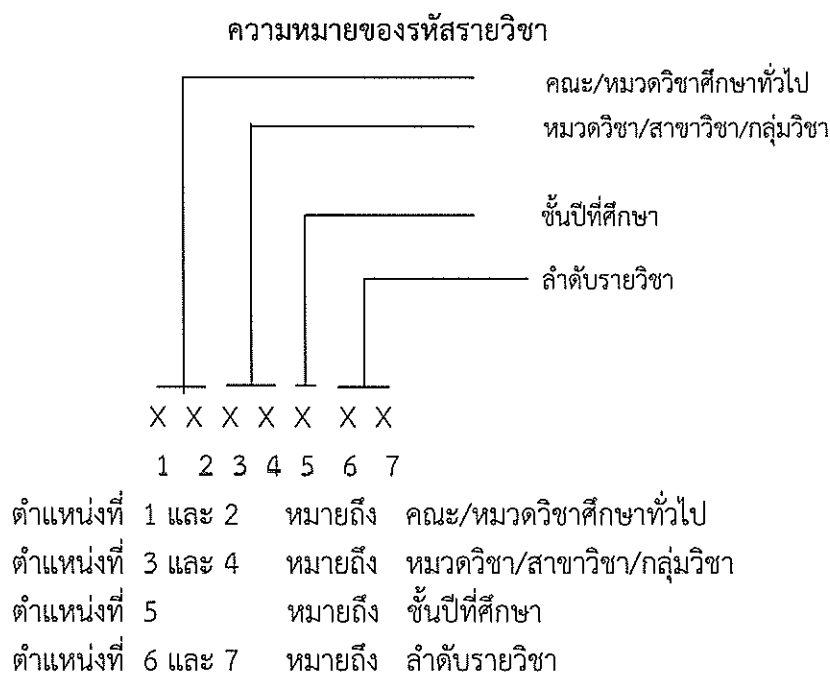 ความหมายของรหัสรายวิชา
คณะ/หมวดวิชาศึกษาทั่วไป
หมวดวิชา/สาขาวิชา/กลุ่มวิชา
ชั้นปีที่ศึกษา
ลำดับรายวิชา
X X X X X X X
1 2 3 4 5 6 7
ตำแหน่งที่ 1 และ 2 หมายถึง คณะ/หมวดวิชาศึกษาทั่วไป
ตำแหน่งที่ 3 และ 4 หมายถึง หมวดวิชา/สาขาวิชา/กลุ่มวิชา
ตำแหน่งที่ 5 หมายถึง ชั้นปีที่ศึกษา
ตำแหน่งที่ 6 และ 7 หมายถึง ลำดับรายวิชา